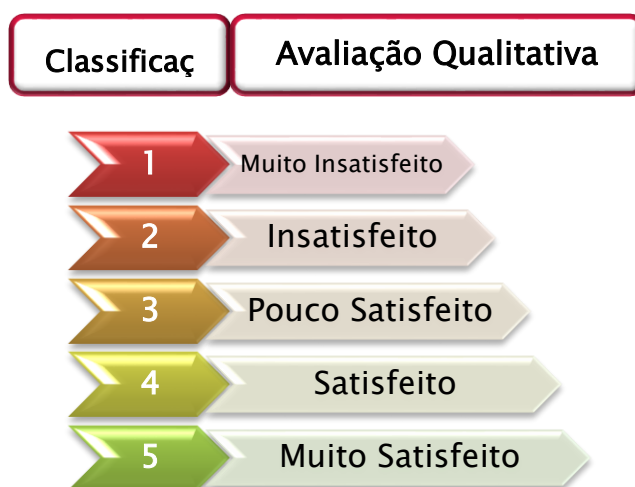 Classificaç
Avaliação Qualitativa
1 Muito Insatisfeito
2 Insatisfeito
3 Pouco Satisfeito
4 Satisfeito
5 Muito Satisfeito